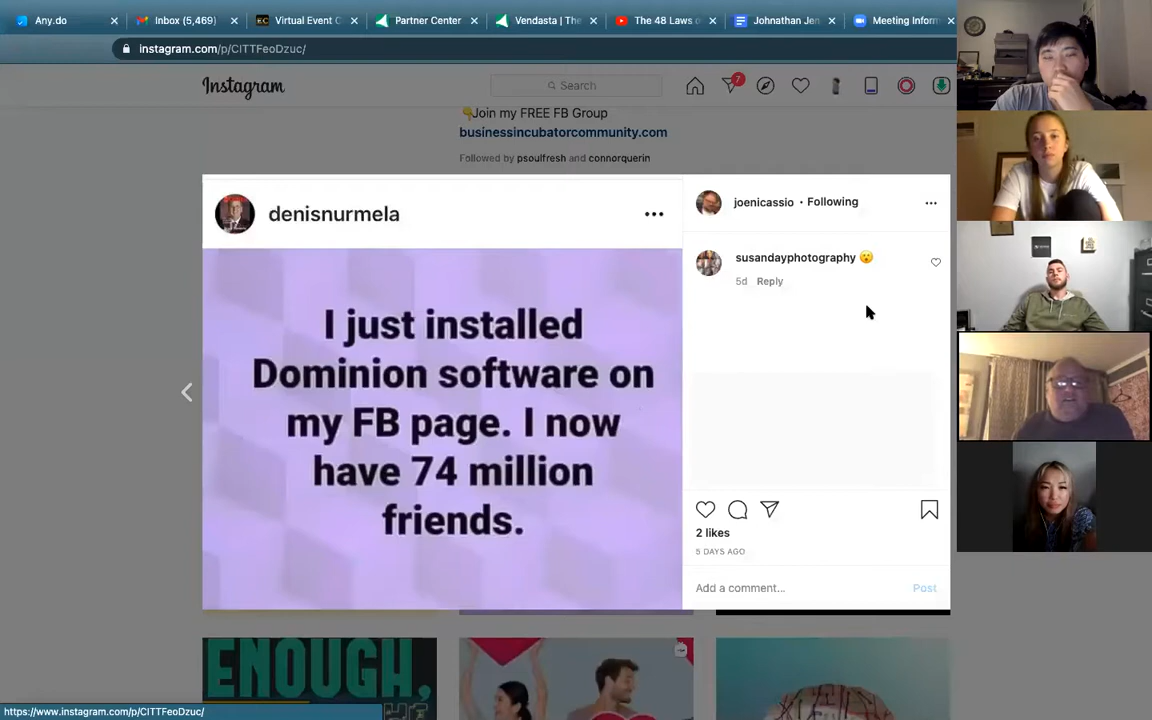 Any.do
Inbox (5,469)
Virtual Event C
Partner Center
Vendasta | The
The 48 Laws o
Johnathan Jen
Meeting Inform
instagram.com/p/CITTFeoDzuc/
Instagram
Search
7
Join my FREE FB Group
businessincubatorcommunity.com
Followed by psoulfresh and connorquerin
denisnurmela
I just installed
Dominion software on
my FB page. I now
have 74 million
friends.
joenicassio • Following
susandayphotography 😮
5d Reply
2 likes
5 DAYS AGO
Add a comment...
Post
ENOUGH,
https://www.instagram.com/p/CITTFeoDzuc/